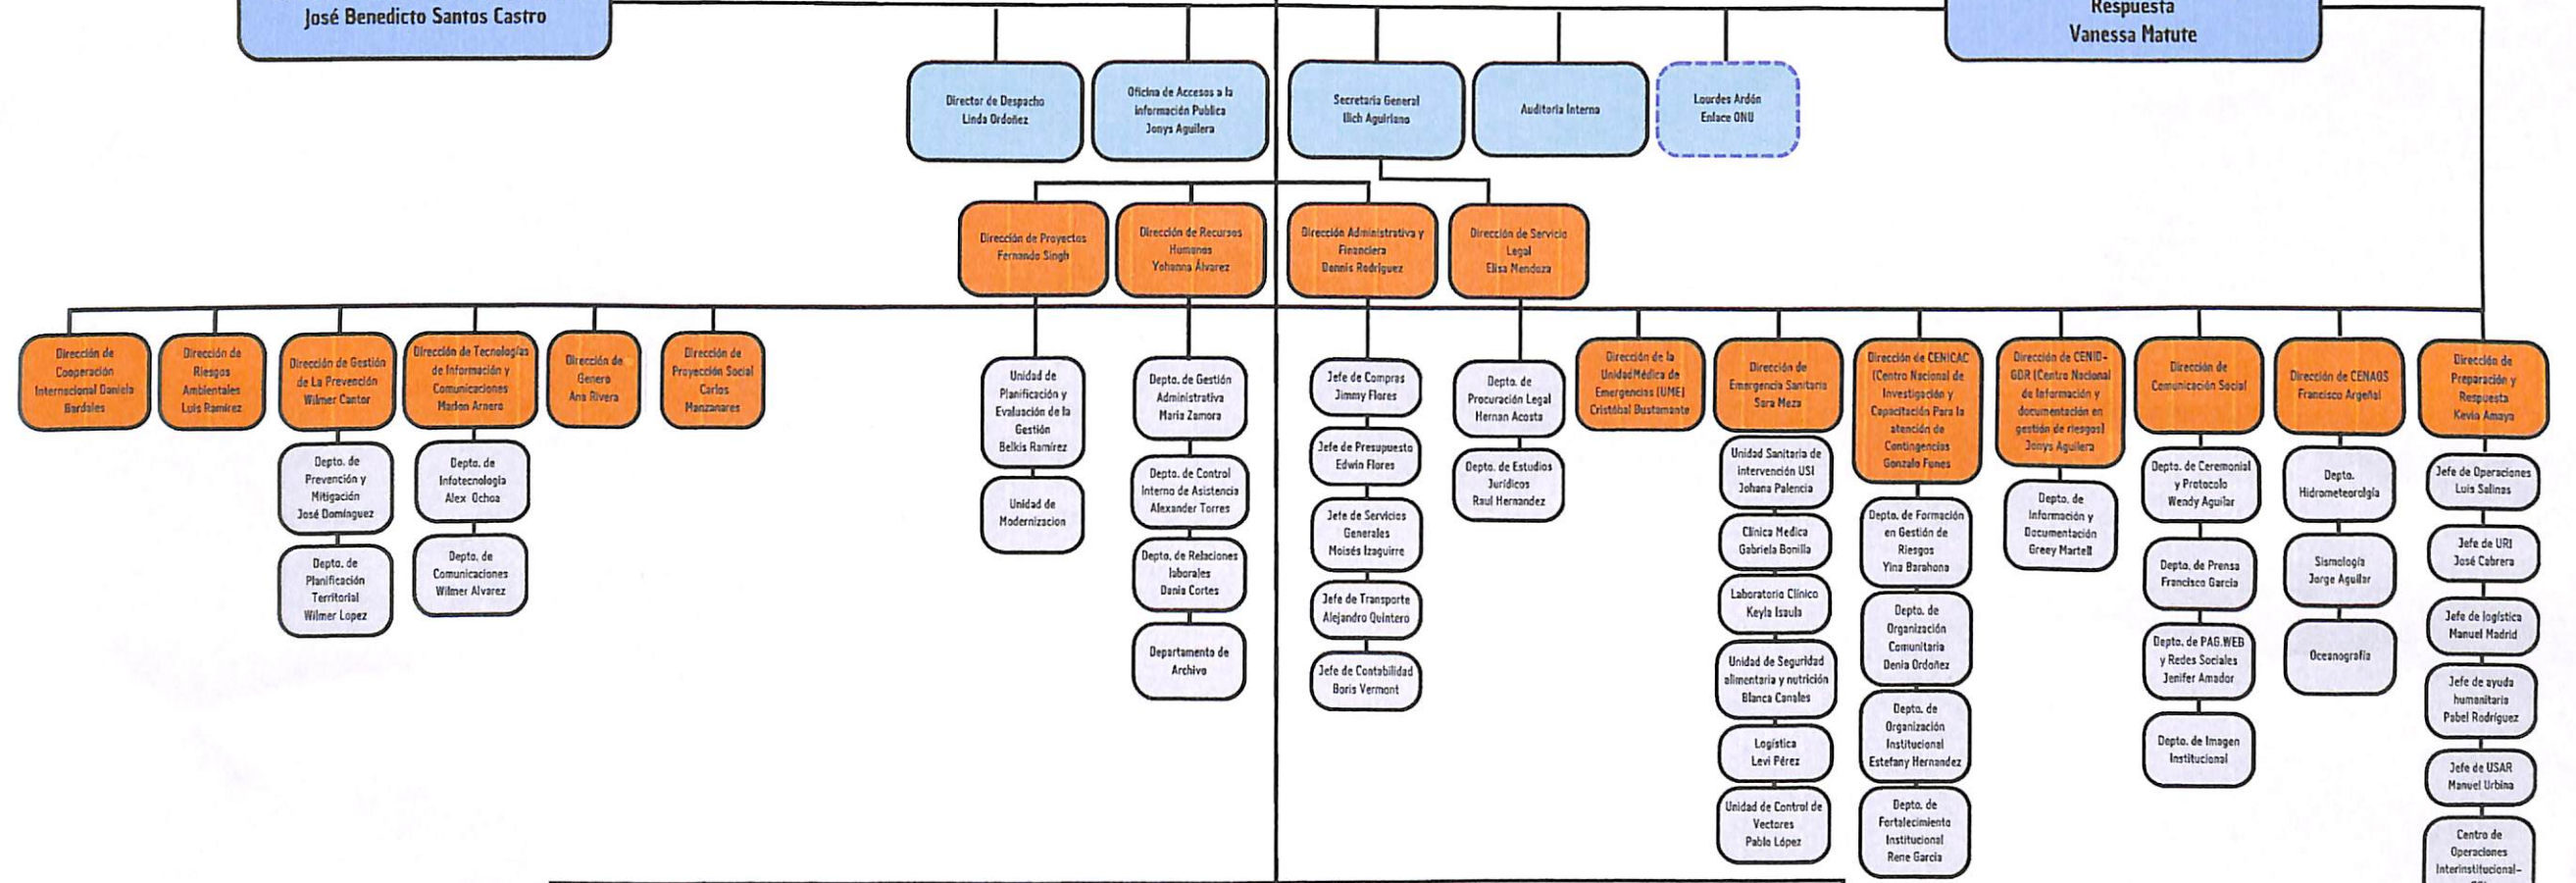 José Benedicto Santos Castro
Respuesta
Vanessa Matute
Director de Despacho
Linda Ordoñez
Oficina de Accesos a la
información Publica
Jonys Aguilera
Secretaria General
Ilich Aguiriano
Auditoria Interna
Lourdes Ardón
Enlace ONU
Dirección de Proyectos
Fernando Singh
Dirección de Recursos
Humanos
Yohanna Álvarez
Dirección Administrativa y
Financiera
Dennis Rodriguez
Dirección de Servicio
Legal
Elisa Mendoza
Dirección de
Cooperación
Internacional Daniela
Bardales
Dirección de
Riesgos
Ambientales
Luis Ramírez
Dirección de Gestión
de La Prevención
Wilmer Cantor
Dirección de Tecnologías
de Información y
Comunicaciones
Marlon Arnero
Dirección de
Genero
Ana Rivera
Dirección de
Proyección Social
Carlos
Manzanares
Depto. de
Prevención y
Mitigación
José Domínguez
Depto. de
Planificación
Territorial
Wilmer Lopez
Depto. de
Infotecnología
Alex Ochoa
Depto. de
Comunicaciones
Wilmer Alvarez
Unidad de
Planificación y
Evaluación de la
Gestión
Belkis Ramírez
Unidad de
Modernizacion
Depto. de Gestión
Administrativa
Maria Zamora
Depto. de Control
Interno de Asistencia
Alexander Torres
Depto. de Relaciones
laborales
Dania Cortes
Departamento de
Archivo
Jefe de Compras
Jimmy Flores
Jefe de Presupuesto
Edwin Flores
Jefe de Servicios
Generales
Moisés Izaguirre
Jefe de Transporte
Alejandro Quintero
Jefe de Contabilidad
Boris Vermont
Depto. de
Procuración Legal
Hernan Acosta
Depto. de Estudios
Jurídicos
Raul Hernandez
Dirección de la
UnidadMédica de
Emergencias (UME)
Cristóbal Bustamante
Dirección de
Emergencia Sanitaria
Sara Meza
Unidad Sanitaria de
intervención USI
Johana Palencia
Clínica Medica
Gabriela Bonilla
Laboratorio Clínico
Keyla Isaula
Unidad de Seguridad
alimentaria y nutrición
Blanca Canales
Logística
Levi Pérez
Unidad de Control de
Vectores
Pablo López
Dirección de CENICAC
(Centro Nacional de
Investigación y
Capacitación Para la
atención de
Contingencias
Gonzalo Funes
Depto. de Formación
en Gestión de
Riesgos
Yina Barahona
Depto. de
Organización
Comunitaria
Denia Ordoñez
Depto. de
Organización
Institucional
Estefany Hernandez
Depto. de
Fortalecimiento
Institucional
Rene Garcia
Dirección de CENID-
GDR (Centro Nacional
de Información y
documentación en
gestión de riesgos)
Jonys Aguilera
Depto. de
Información y
Documentación
Greey Martell
Dirección de
Comunicación Social
Depto. de Ceremonial
y Protocolo
Wendy Aguilar
Depto. de Prensa
Francisco Garcia
Depto. de PAG.WEB
y Redes Sociales
Jenifer Amador
Depto. de Imagen
Institucional
Dirección de CENAOS
Francisco Argeñal
Depto.
Hidrometeorolgía
Sismología
Jorge Aguilar
Oceanografía
Dirección de
Preparación y
Respuesta
Kevin Amaya
Jefe de Operaciones
Luis Salinas
Jefe de URI
José Cabrera
Jefe de logística
Manuel Madrid
Jefe de ayuda
humanitaria
Pabel Rodríguez
Jefe de USAR
Manuel Urbina
Centro de
Operaciones
Interinstitucional-